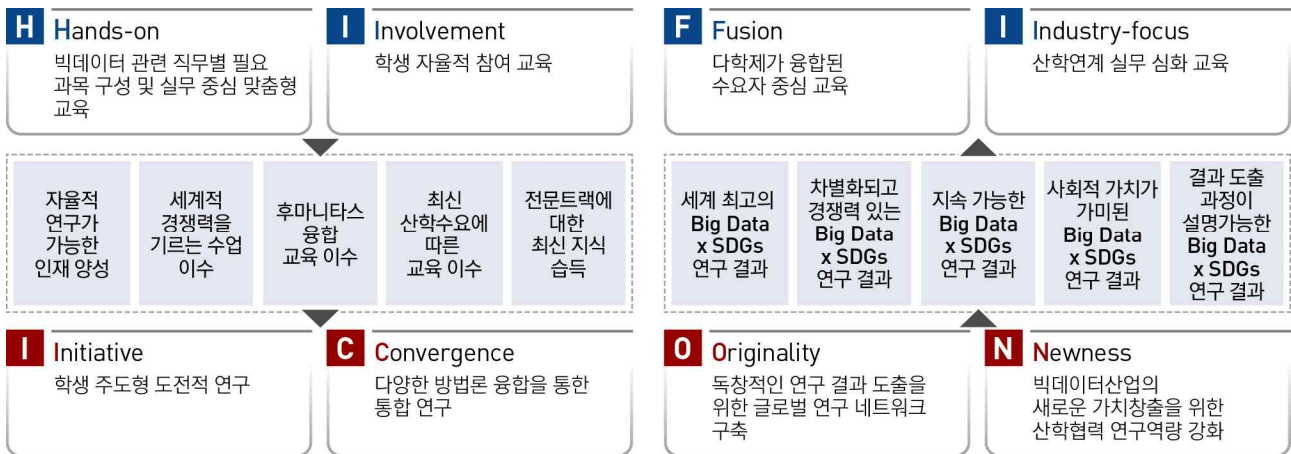 H Hands-on
빅데이터 관련 직무별 필요
과목 구성 및 실무 중심 맞춤형
교육
I Involvement
학생 자율적 참여 교육
F Fusion
다학제가 융합된
수요자 중심 교육
I Industry-focus
산학연계 실무 심화 교육
자율적
연구가
가능한
인재 양성
세계적
경쟁력을
기르는 수업
이수
후마니타스
융합
교육 이수
최신
산학수요에
따른
교육 이수
전문트랙에
대한
최신 지식
습득
세계 최고의
Big Data
x SDGs
연구 결과
차별화되고
경쟁력 있는
Big Data
x SDGs
연구 결과
지속 가능한
Big Data
x SDGs
연구 결과
사회적 가치가
가미된
Big Data
x SDGs
연구 결과
결과 도출
과정이
설명가능한
Big Data
x SDGs
연구 결과
I Initiative
학생 주도형 도전적 연구
C Convergence
다양한 방법론 융합을 통한
통합 연구
O Originality
독창적인 연구 결과 도출을
위한 글로벌 연구 네트워크
구축
N Newness
빅데이터산업의
새로운 가치창출을 위한
산학협력 연구역량 강화